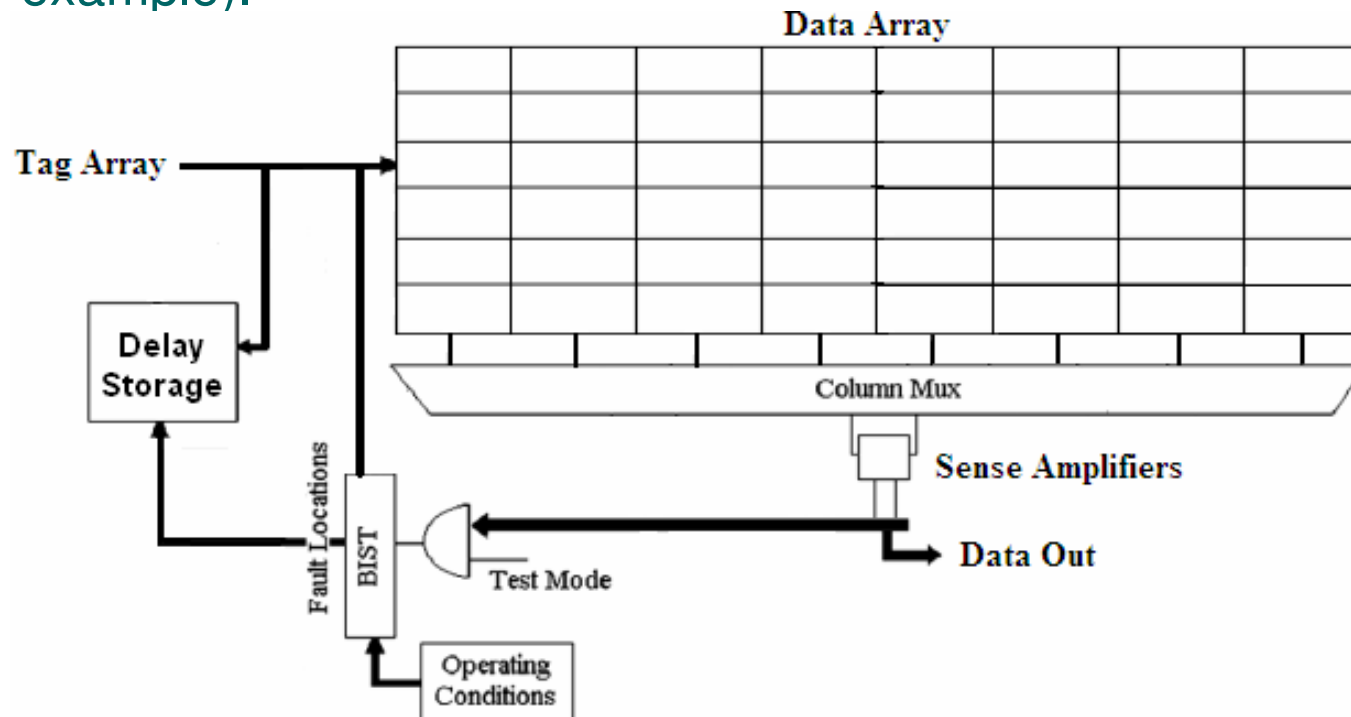 example):
Data Array
Tag Array
Delay
Storage
Column Mux
Sense Amplifiers
Fault Locations
BIST
Test Mode
Data Out
Operating
Conditions